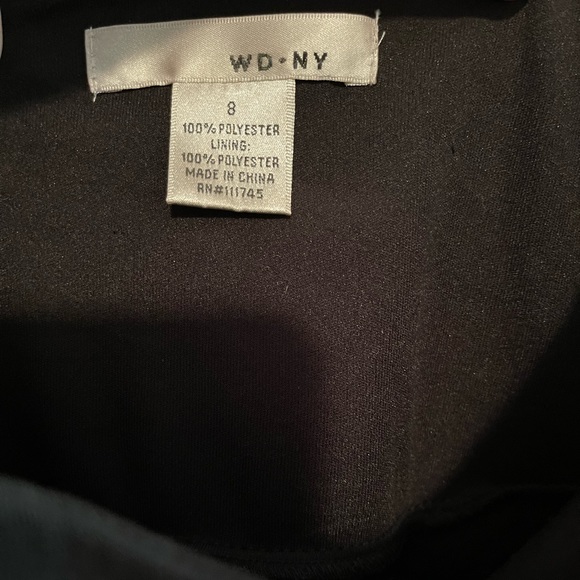 WD·NY
8
100% POLYESTER
LINING:
100% POLYESTER
MADE IN CHINA
RN#111745